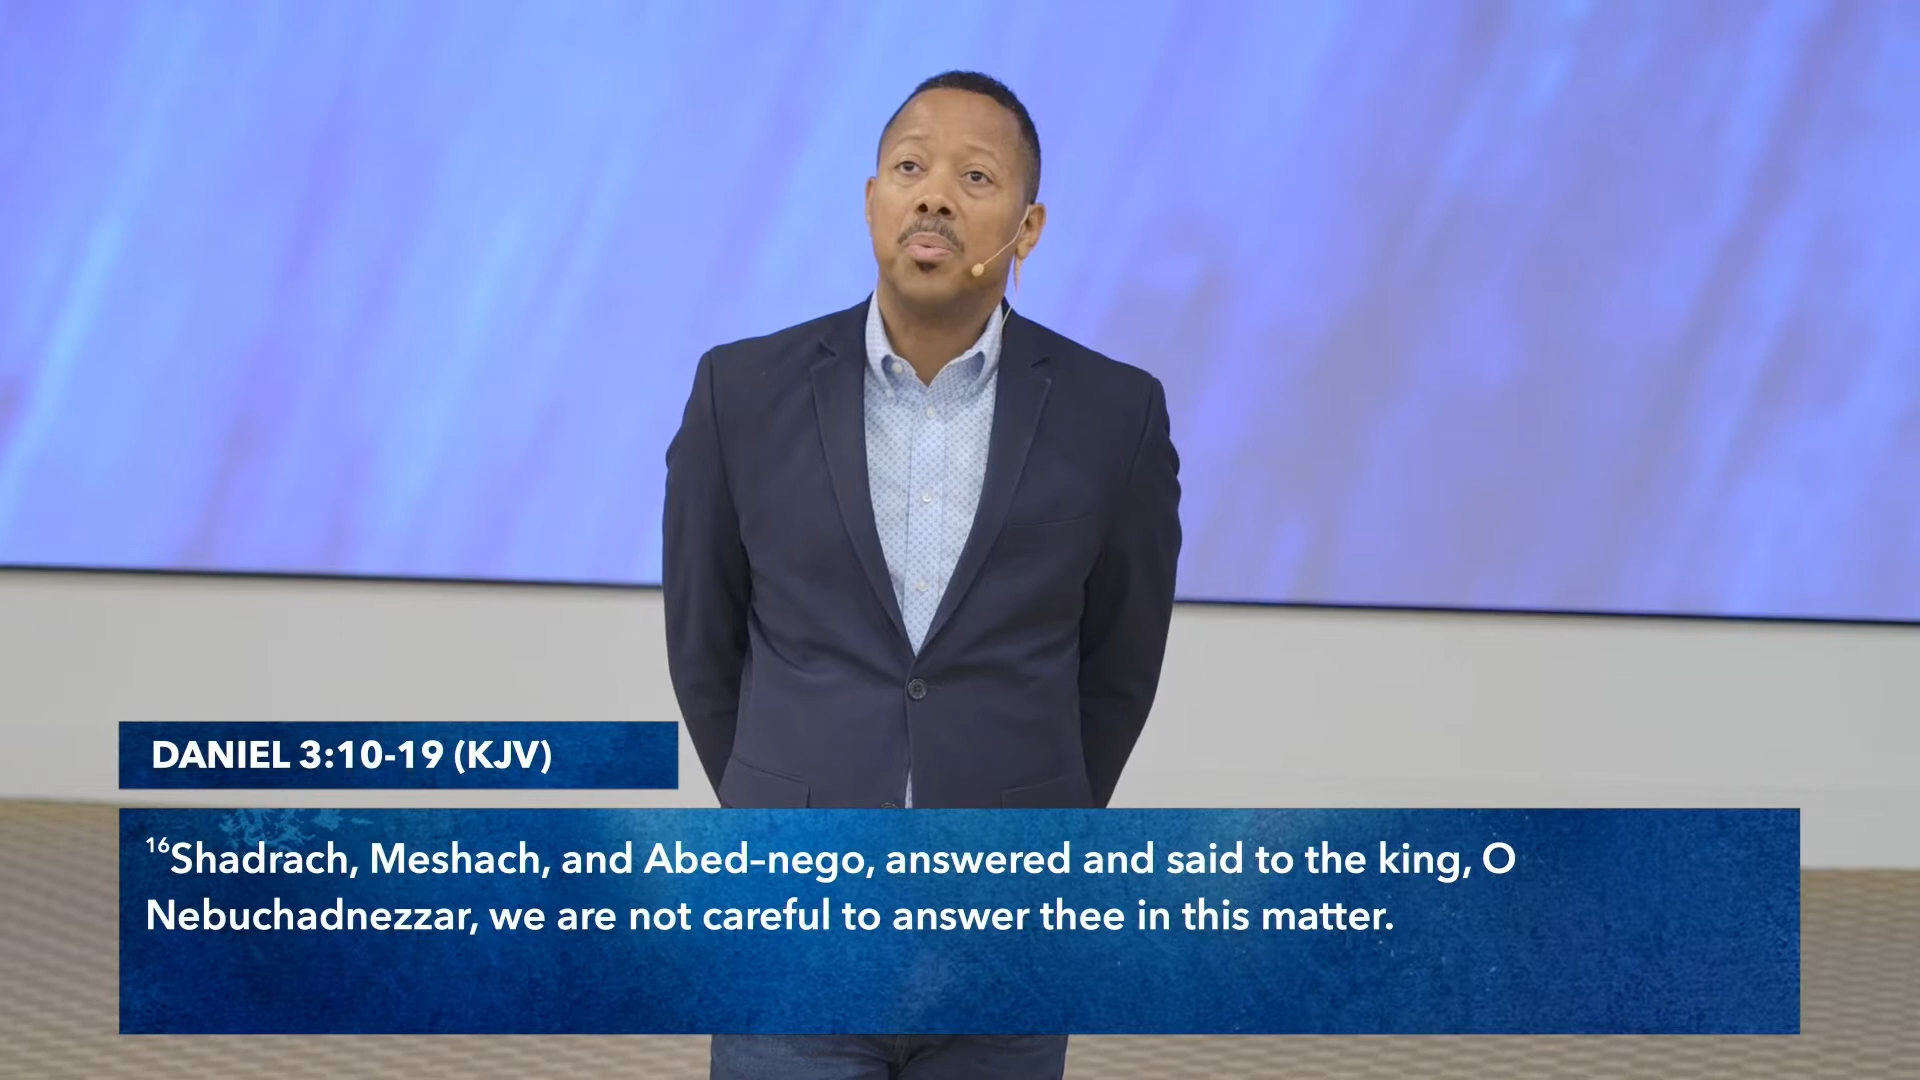 DANIEL 3:10-19 (KJV)
¹⁶Shadrach, Meshach, and Abed-nego, answered and said to the king, O
Nebuchadnezzar, we are not careful to answer thee in this matter.